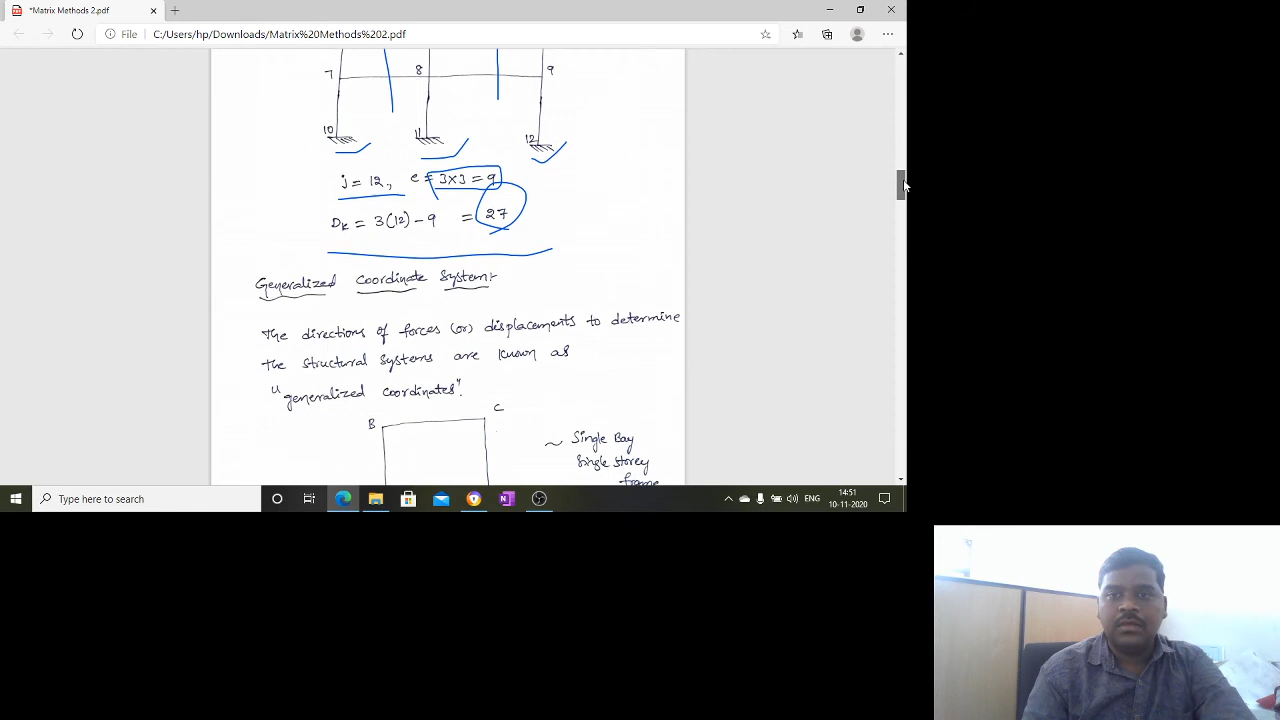 *Matrix Methods 2.pdf
File C:/Users/hp/Downloads/Matrix%20Methods%202.pdf
7 8 9
10 11 12
j = 12, e = 3×3 = 9
Dk = 3(12) - 9 = 27
Generalized Coordinate System:-
The directions of forces (or) displacements to determine
the structural systems are known as
"generalized coordinates".
B C
~ Single Bay
Single Storey
frame
Type here to search
ENG
14:51
10-11-2020